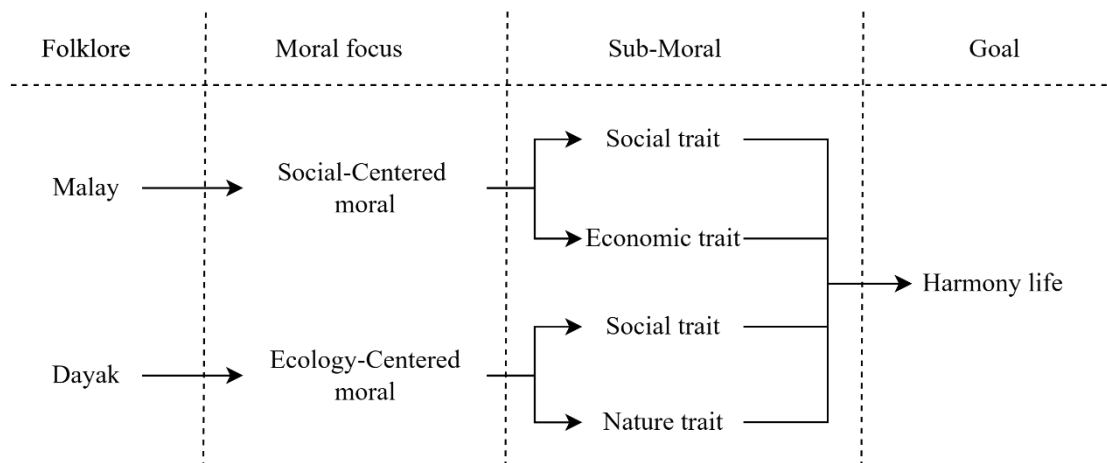 Folklore
Moral focus
Sub-Moral
Goal
Malay
Social-Centered
moral
Social trait
Economic trait
Harmony life
Dayak
Ecology-Centered
moral
Social trait
Nature trait